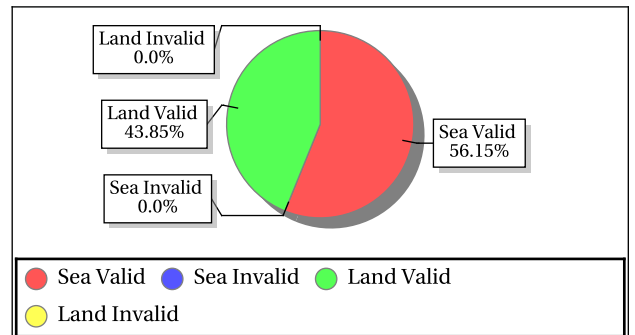 Land Invalid
0.0%
Land Valid
43.85%
Sea Valid
56.15%
Sea Invalid
0.0%
Sea Valid Sea Invalid Land Valid
Land Invalid